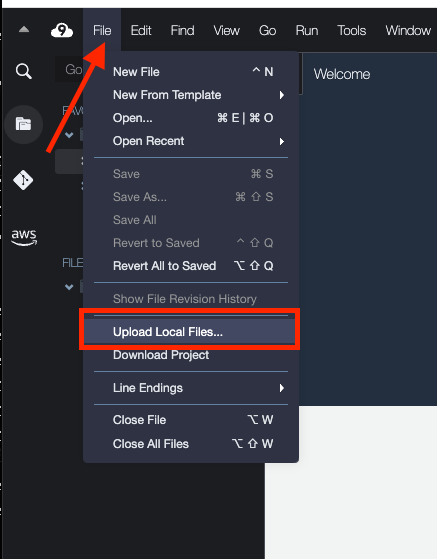 File Edit Find View Go Run Tools Window
Go
Welcome
New File ^ N
New From Template
Open... ⌘ E | ⌘ O
Open Recent
Save ⌘ S
Save As... ⌘ ⇧ S
Save All
Revert to Saved ^ ⇧ Q
Revert All to Saved ⌥ ⇧ Q
Show File Revision History
Upload Local Files...
Download Project
Line Endings
Close File ⌥ W
Close All Files ⌥ ⇧ W
FAV
aws
FILE